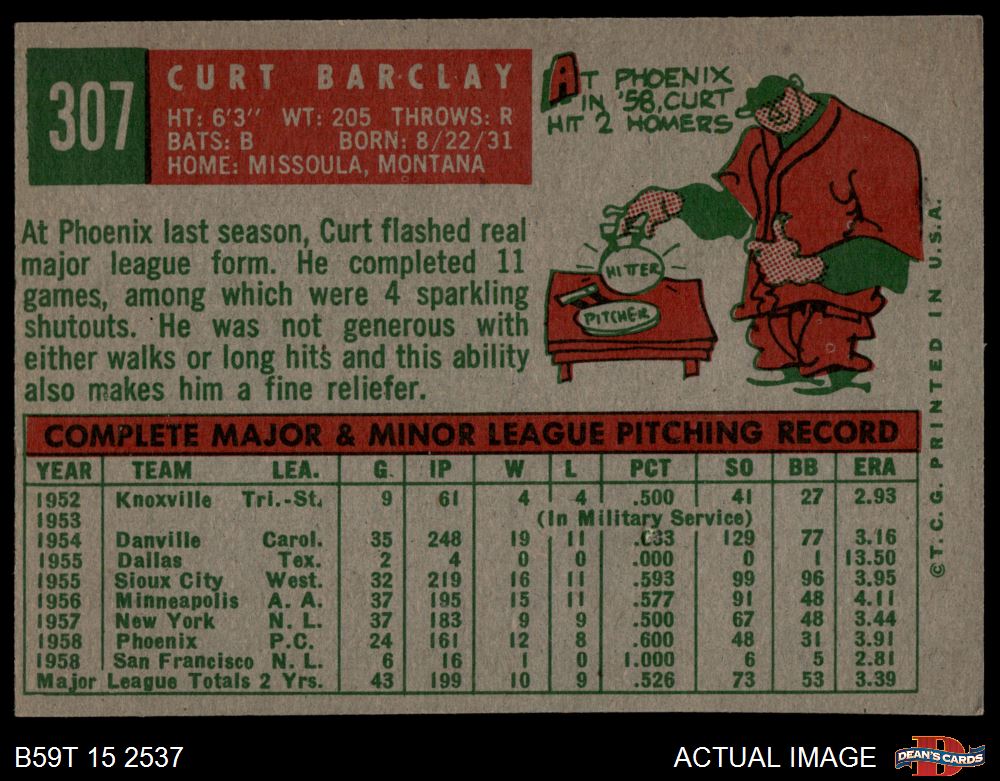 307
CURT BARCLAY
HT: 6'3" WT: 205 THROWS: R
BATS: B BORN: 8/22/31
HOME: MISSOULA, MONTANA
AT PHOENIX
IN '58, CURT
HIT 2 HOMERS
HITTER
PITCHER
At Phoenix last season, Curt flashed real
major league form. He completed 11
games, among which were 4 sparkling
shutouts. He was not generous with
either walks or long hits and this ability
also makes him a fine reliefer.
COMPLETE MAJOR & MINOR LEAGUE PITCHING RECORD
YEAR TEAM LEA. G. IP W L PCT SO BB ERA
1952 Knoxville Tri.-St. 9 61 4 4 .500 41 27 2.93
1953 (In Military Service)
1954 Danville Carol. 35 248 19 11 .633 129 77 3.16
1955 Dallas Tex. 2 4 0 0 .000 0 1 13.50
1955 Sioux City West. 32 219 16 11 .593 99 96 3.95
1956 Minneapolis A. A. 37 195 15 11 .577 91 48 4.11
1957 New York N. L. 37 183 9 9 .500 67 48 3.44
1958 Phoenix P.C. 24 161 12 8 .600 48 31 3.91
1958 San Francisco N. L. 6 16 1 0 1.000 6 5 2.81
Major League Totals 2 Yrs. 43 199 10 9 .526 73 53 3.39
©T.C.G. PRINTED IN U.S.A.
B59T 15 2537
ACTUAL IMAGE
D
DEAN'S CARDS